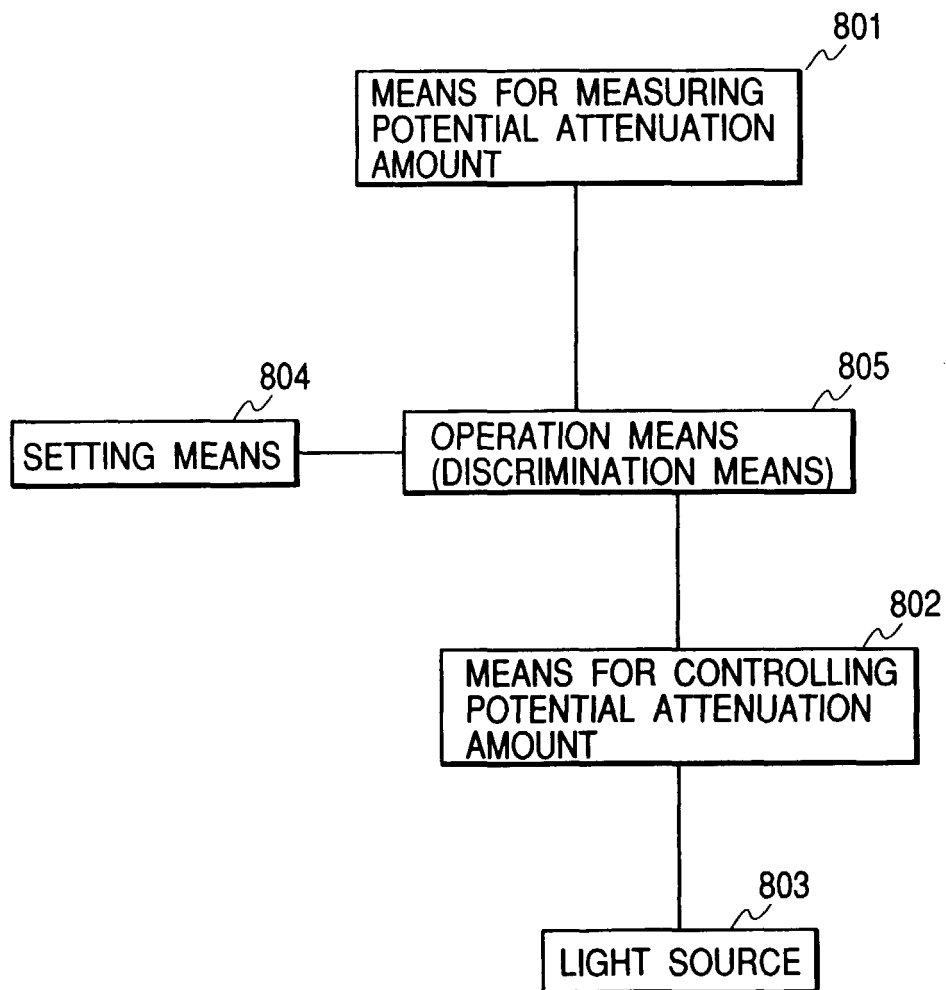 801
MEANS FOR MEASURING
POTENTIAL ATTENUATION
AMOUNT
804
SETTING MEANS
805
OPERATION MEANS
(DISCRIMINATION MEANS)
802
MEANS FOR CONTROLLING
POTENTIAL ATTENUATION
AMOUNT
803
LIGHT SOURCE